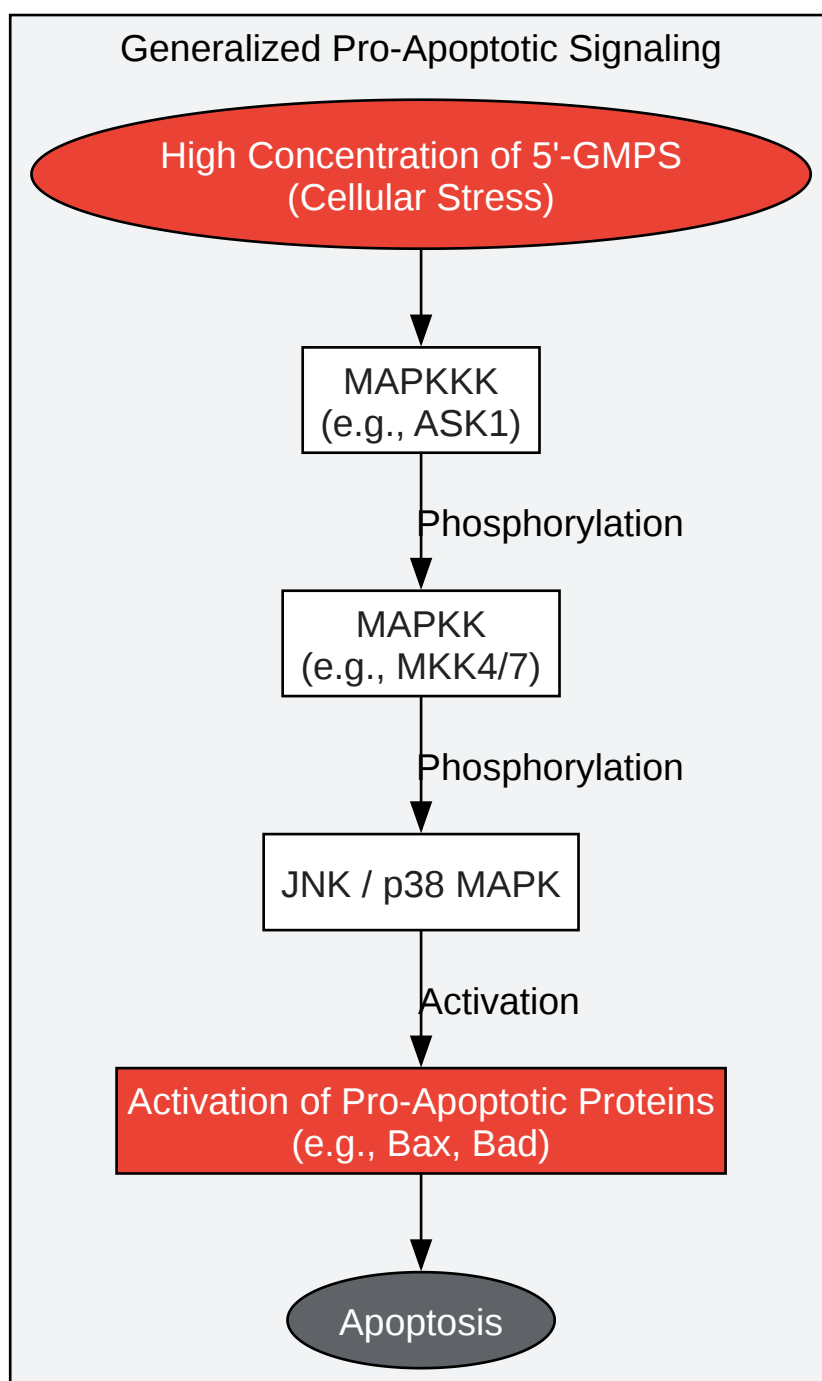 Generalized Pro-Apoptotic Signaling
High Concentration of 5'-GMPS
(Cellular Stress)
MAPKKK
(e.g., ASK1)
Phosphorylation
MAPKK
(e.g., MKK4/7)
Phosphorylation
JNK / p38 MAPK
Activation
Activation of Pro-Apoptotic Proteins
(e.g., Bax, Bad)
Apoptosis